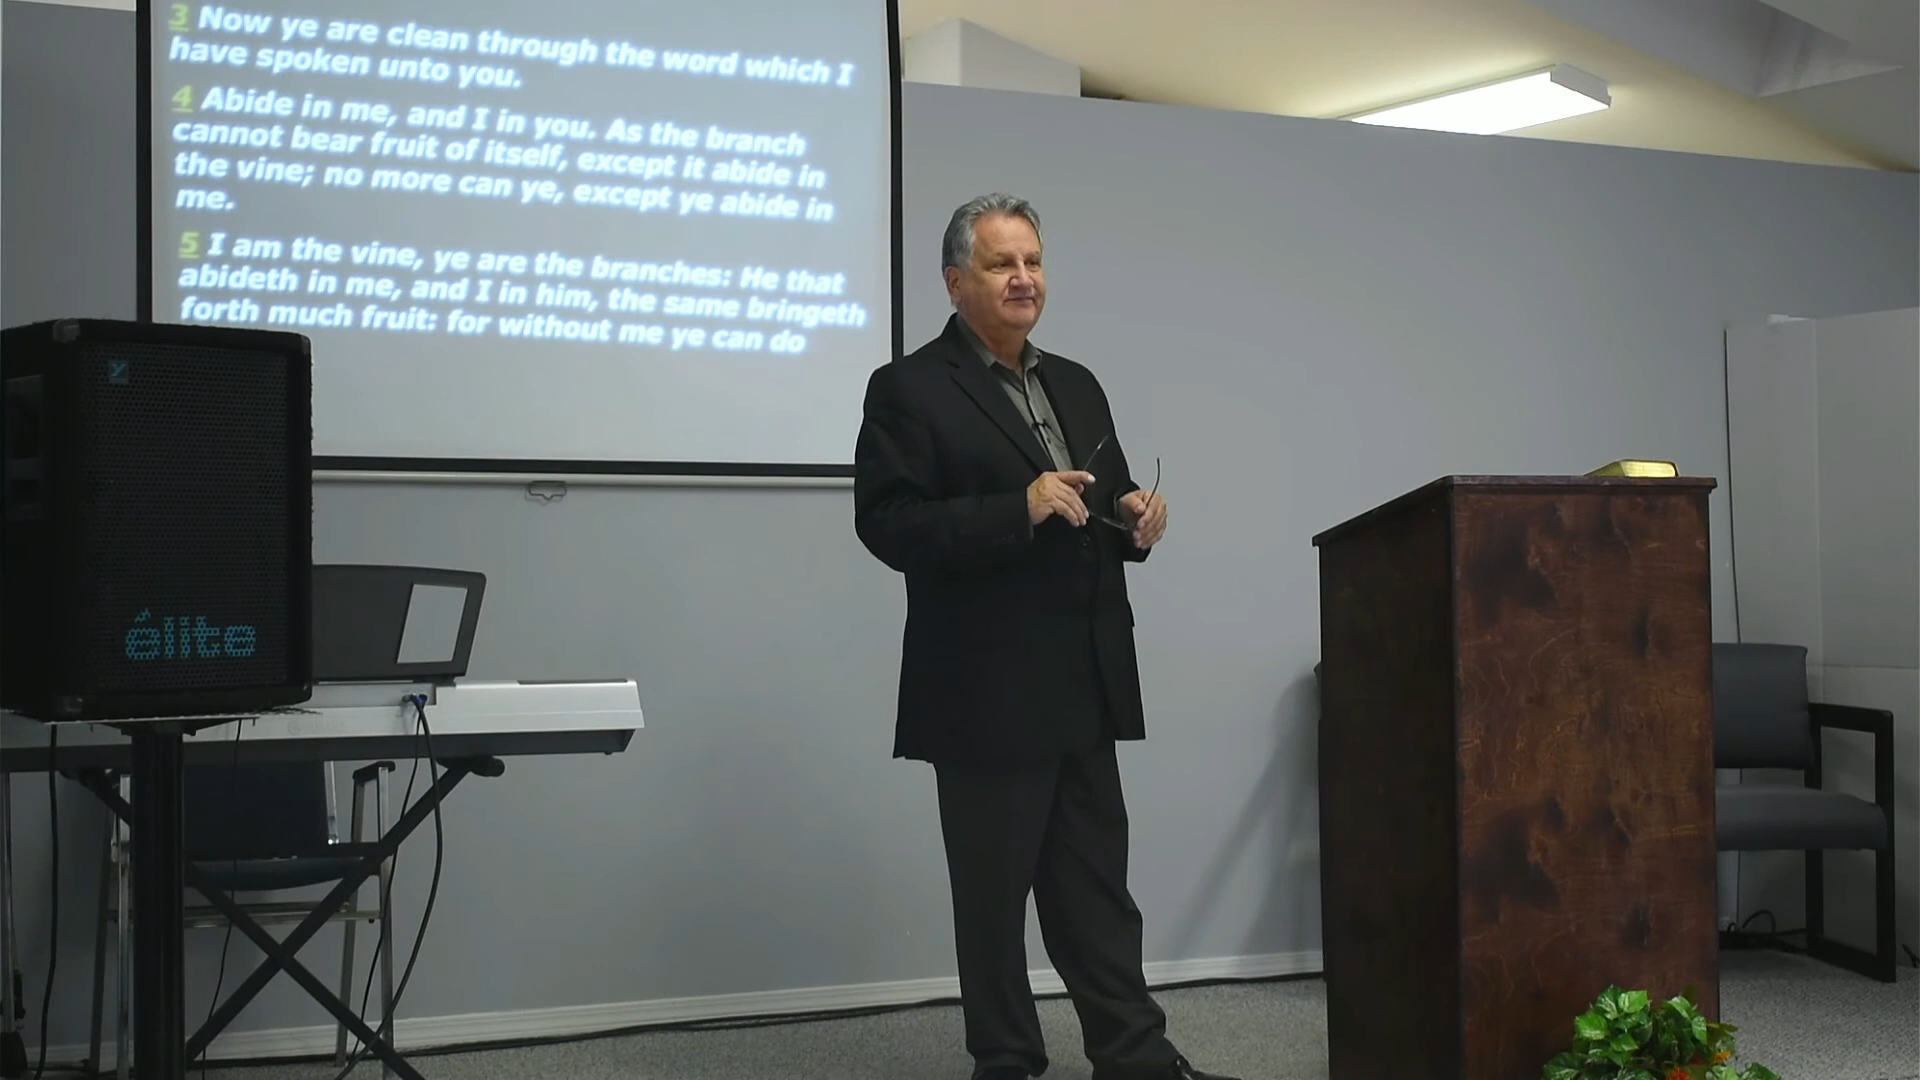 3 Now ye are clean through the word which I
have spoken unto you.
4 Abide in me, and I in you. As the branch
cannot bear fruit of itself, except it abide in
the vine; no more can ye, except ye abide in
me.
5 I am the vine, ye are the branches: He that
abideth in me, and I in him, the same bringeth
forth much fruit: for without me ye can do
élite